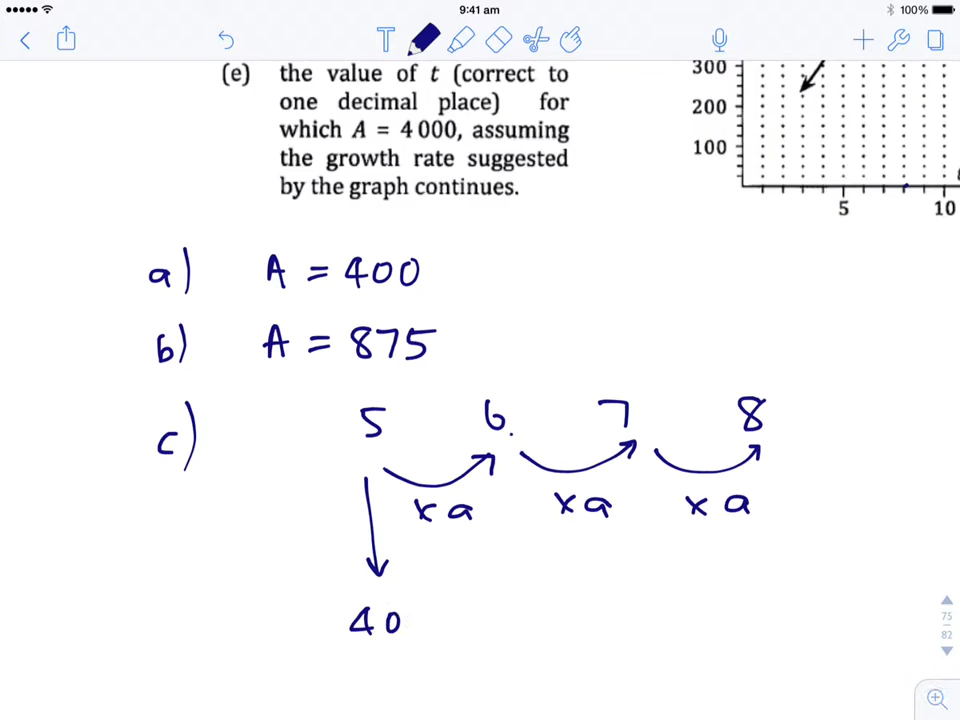 9:41 am
100%
T
(e) the value of t (correct to
one decimal place) for
which A = 4 000, assuming
the growth rate suggested
by the graph continues.
300
200
100
5 10
a) A = 400
b) A = 875
c) 5 6 7 8
x a x a x a
40
75
82